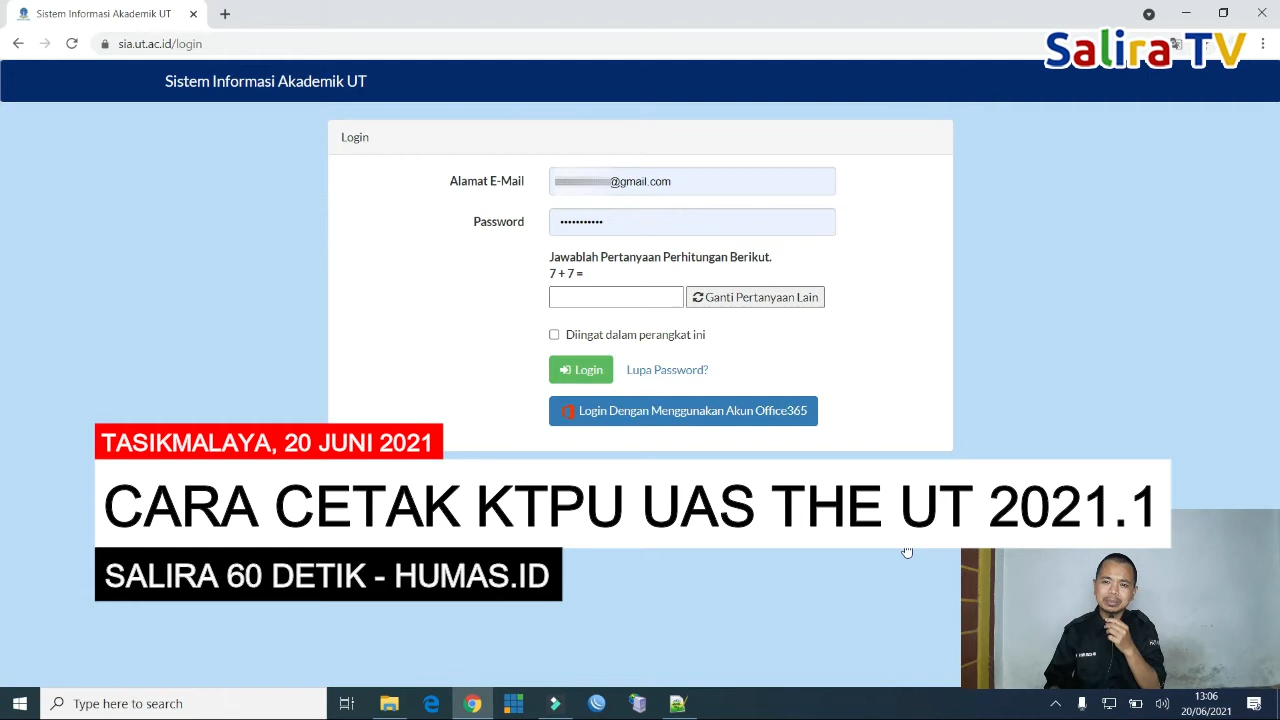 Sistem Informasi Akademik UT
sia.ut.ac.id/login
Salira TV
Sistem Informasi Akademik UT
Login
Alamat E-Mail
@gmail.com
Password
Jawablah Pertanyaan Perhitungan Berikut.
7 + 7 =
Ganti Pertanyaan Lain
Diingat dalam perangkat ini
Login
Lupa Password?
Login Dengan Menggunakan Akun Office365
TASIKMALAYA, 20 JUNI 2021
CARA CETAK KTPU UAS THE UT 2021.1
SALIRA 60 DETIK - HUMAS.ID
Type here to search
13:06
20/06/2021